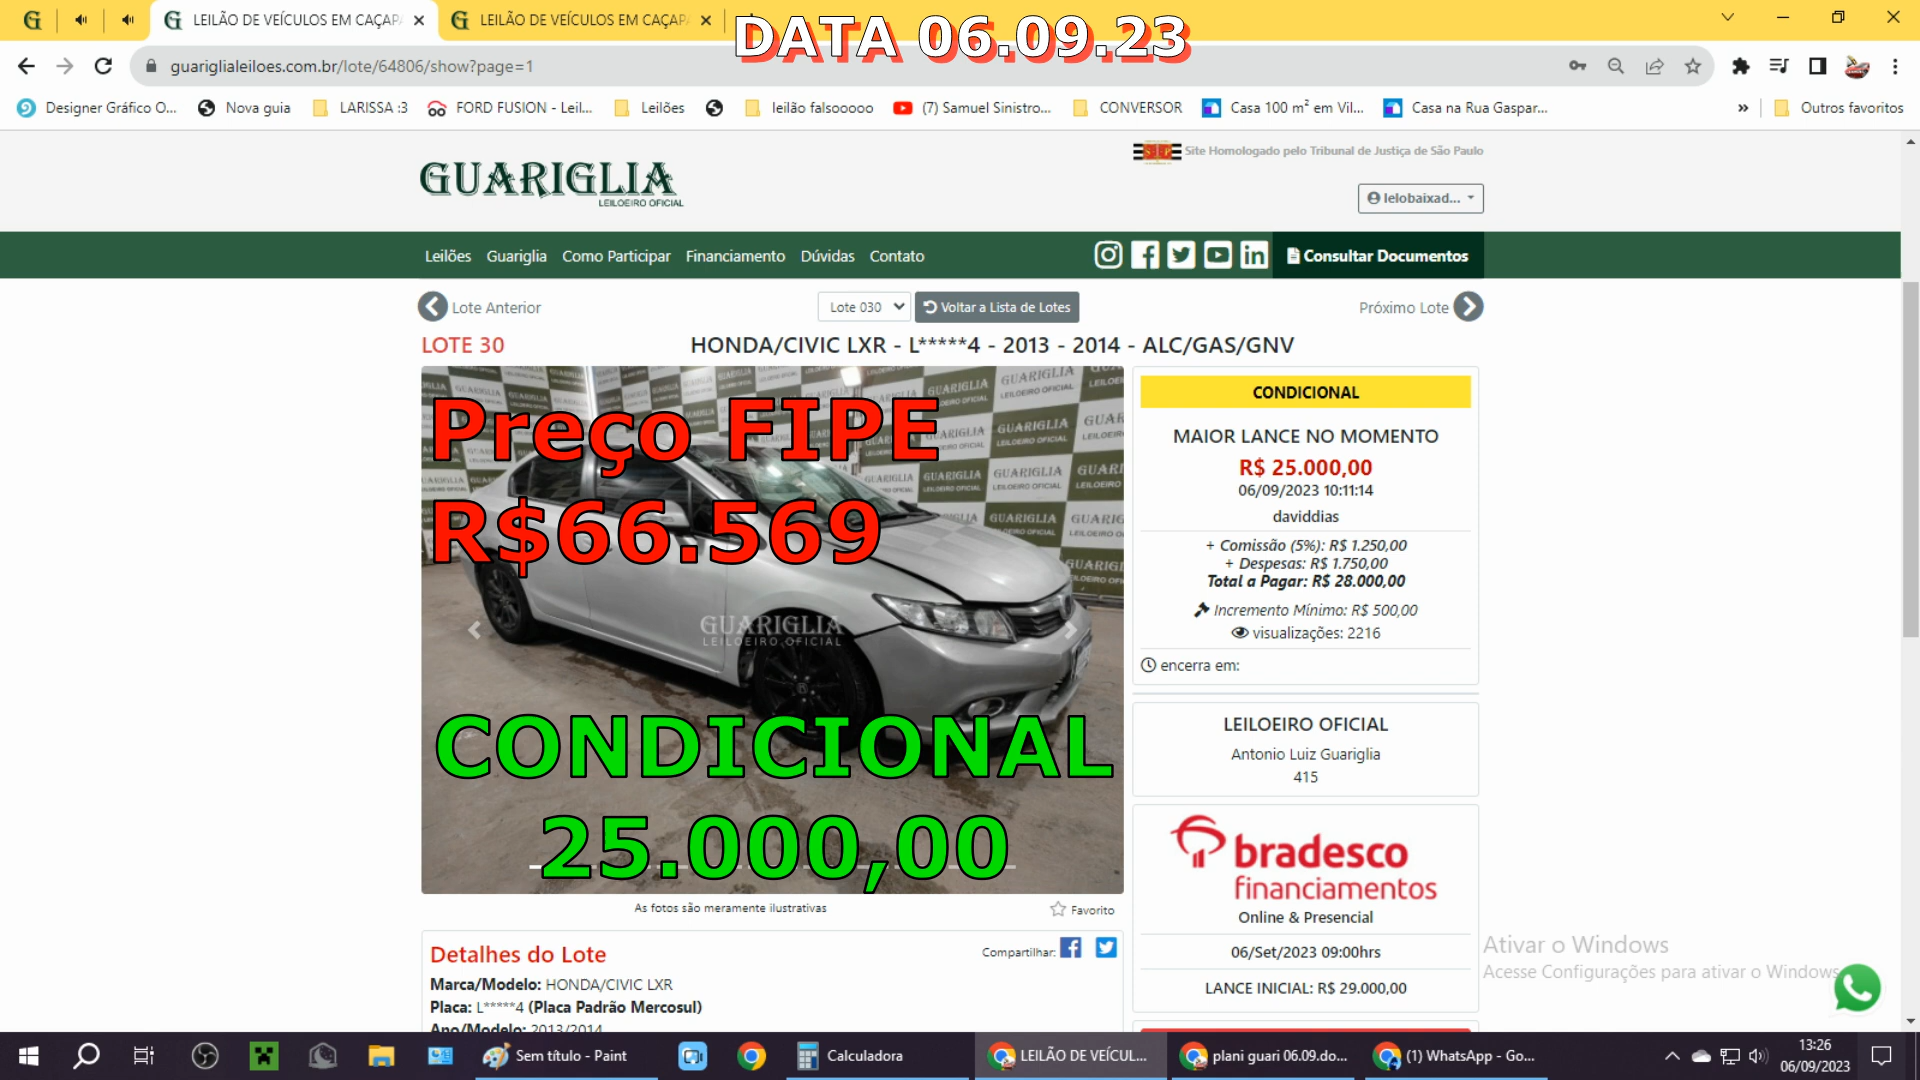 LEILÃO DE VEÍCULOS EM CAÇAPA
LEILÃO DE VEÍCULOS EM CAÇAP
DATA 06.09.23
guariglialeiloes.com.br/lote/64806/show?page=1
Designer Gráfico O...
Nova guia
LARISSA :3
FORD FUSION - Leil...
Leilões
leilão falsooooo
(7) Samuel Sinistro...
CONVERSOR
Casa 100 m² em Vil...
Casa na Rua Gaspar...
Outros favoritos
GUARIGLIA
LEILOEIRO OFICIAL
Site Homologado pelo Tribunal de Justiça de São Paulo
lelobaixad...
Leilões
Guariglia
Como Participar
Financiamento
Dúvidas
Contato
Consultar Documentos
Lote Anterior
Lote 030
Voltar a Lista de Lotes
Próximo Lote
LOTE 30
HONDA/CIVIC LXR - L*****4 - 2013 - 2014 - ALC/GAS/GNV
Preço FIPE
R$66.569
GUARIGLIA
LEILOEIRO OFICIAL
CONDICIONAL
25.000,00
CONDICIONAL
MAIOR LANCE NO MOMENTO
R$ 25.000,00
06/09/2023 10:11:14
daviddias
+ Comissão (5%): R$ 1.250,00
+ Despesas: R$ 1.750,00
Total a Pagar: R$ 28.000,00
Incremento Mínimo: R$ 500,00
visualizações: 2216
encerra em:
LEILOEIRO OFICIAL
Antonio Luiz Guariglia
415
bradesco
financiamentos
Online & Presencial
06/Set/2023 09:00hrs
LANCE INICIAL: R$ 29.000,00
As fotos são meramente ilustrativas
Favorito
Detalhes do Lote
Compartilhar:
Marca/Modelo: HONDA/CIVIC LXR
Placa: L*****4 (Placa Padrão Mercosul)
Ano/Modelo: 2013/2014
Ativar o Windows
Acesse Configurações para ativar o Windows
Sem título - Paint
Calculadora
LEILÃO DE VEÍCUL...
plani guari 06.09.do...
(1) WhatsApp - Go...
13:26
06/09/2023